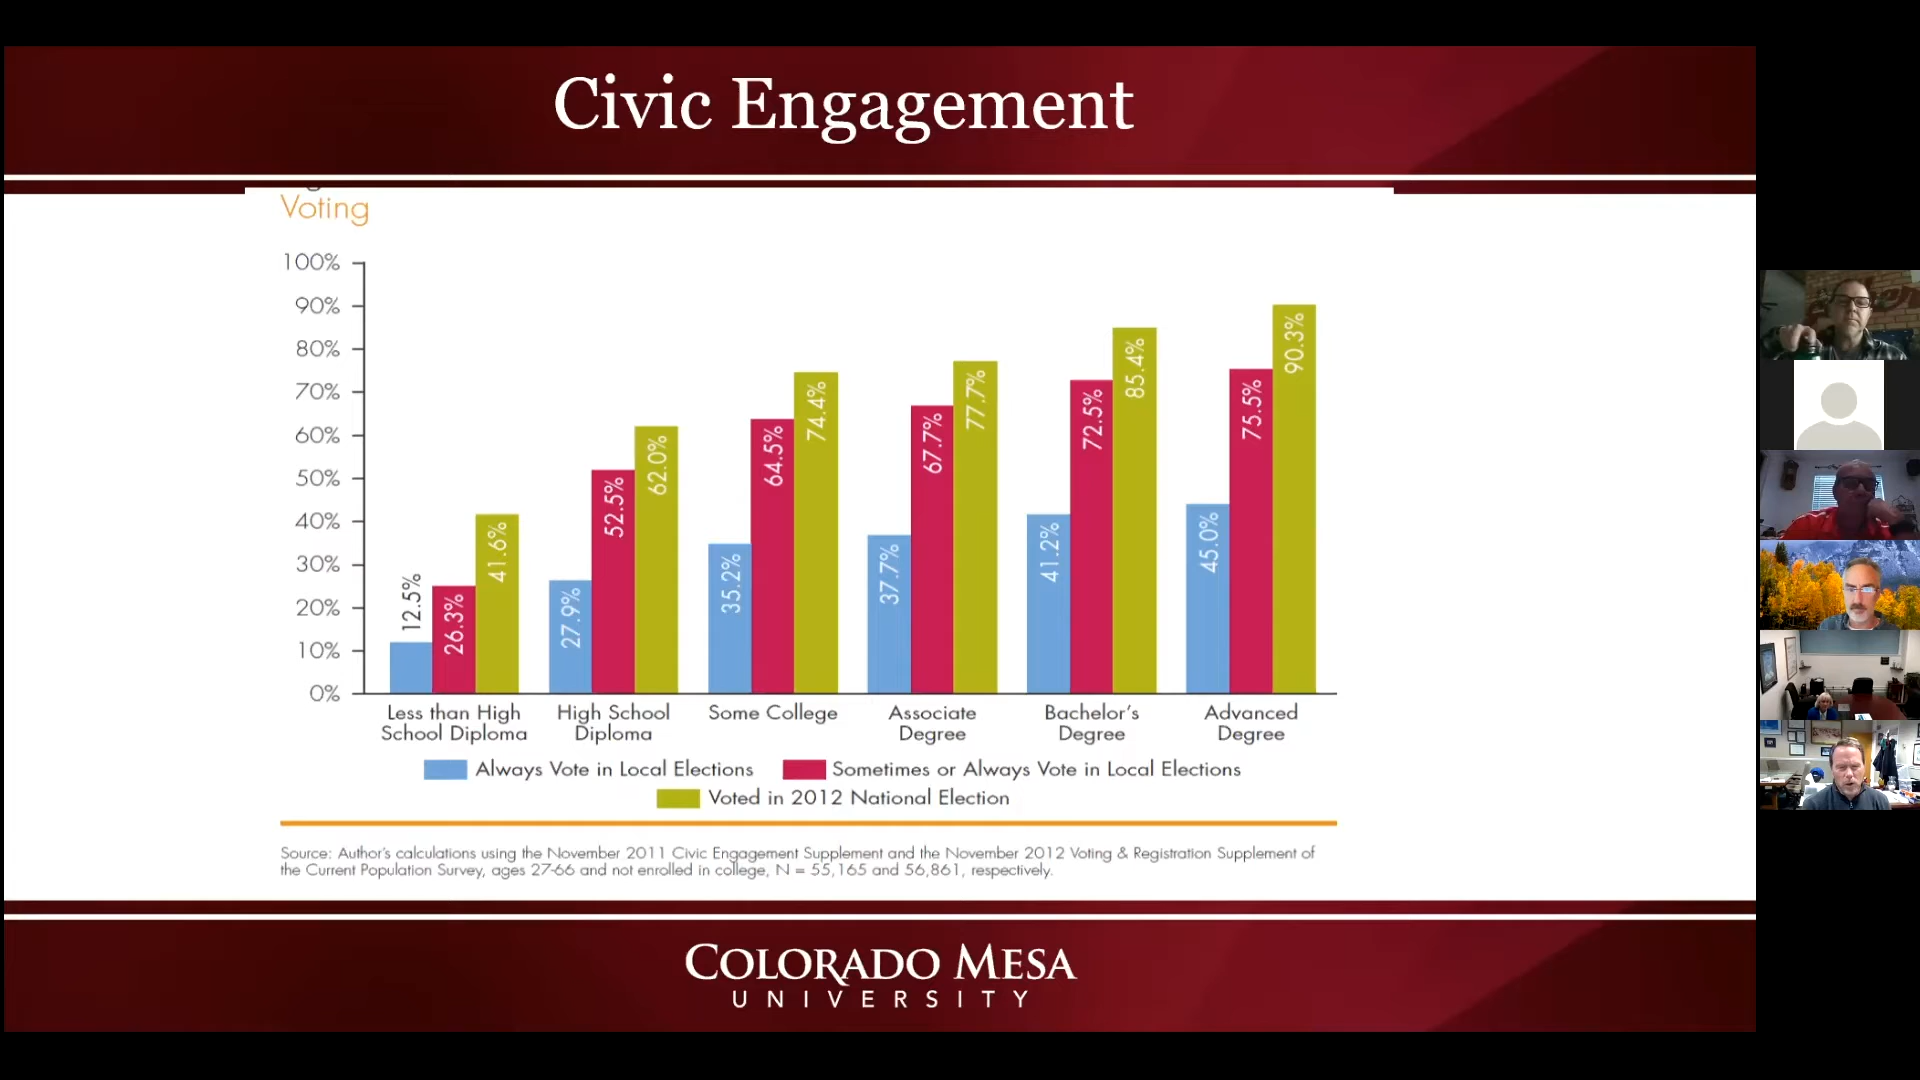 Civic Engagement
Voting
100%
90%
80%
70%
60%
50%
40%
30%
20%
10%
0%
12.5%
26.3%
41.6%
27.9%
52.5%
62.0%
35.2%
64.5%
74.4%
37.7%
67.7%
77.7%
41.2%
72.5%
85.4%
45.0%
75.5%
90.3%
Less than High
School Diploma
High School
Diploma
Some College
Associate
Degree
Bachelor's
Degree
Advanced
Degree
Always Vote in Local Elections
Sometimes or Always Vote in Local Elections
Voted in 2012 National Election
Source: Author's calculations using the November 2011 Civic Engagement Supplement and the November 2012 Voting & Registration Supplement of
the Current Population Survey, ages 27-66 and not enrolled in college, N = 55,165 and 56,861, respectively.
COLORADO MESA
UNIVERSITY